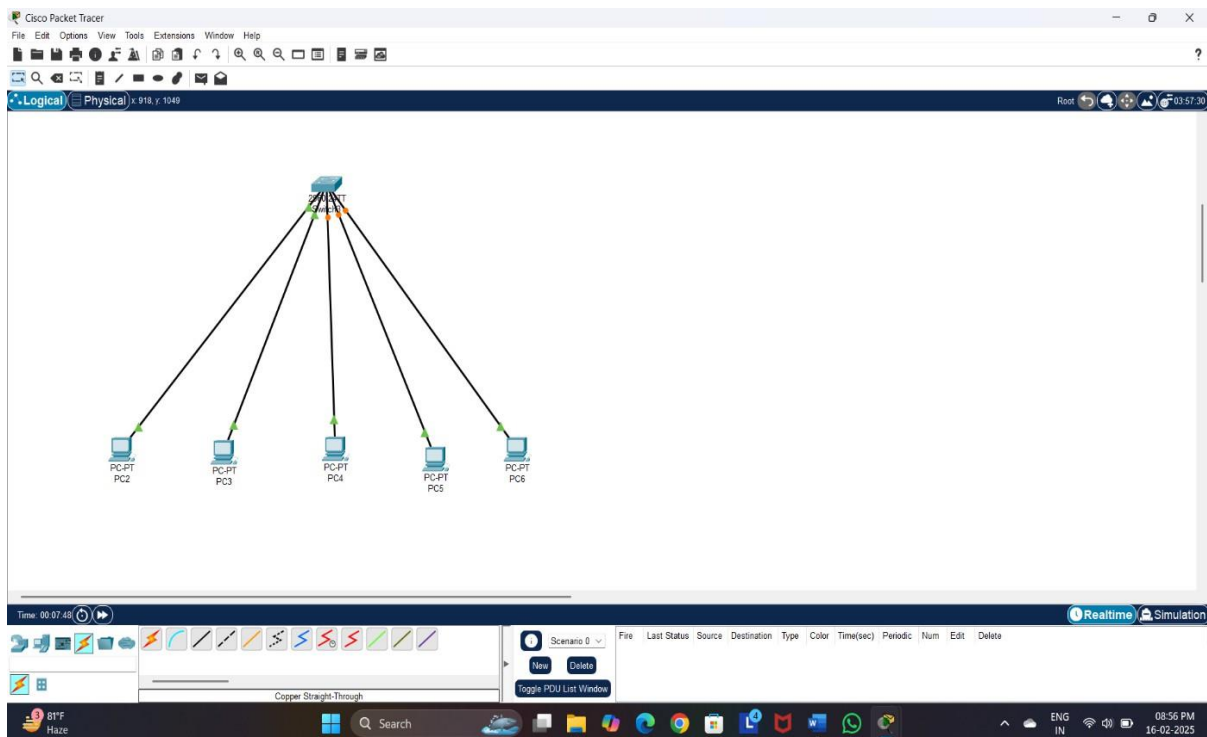 Cisco Packet Tracer
File Edit Options View Tools Extensions Window Help
?
Logical Physical x: 918, y: 1049
Root 03:57:30
PC-PT
PC2
PC-PT
PC3
PC-PT
PC4
PC-PT
PC5
PC-PT
PC6
Time: 00:07:48
Realtime Simulation
Scenario 0
Fire Last Status Source Destination Type Color Time(sec) Periodic Num Edit Delete
New Delete
Toggle PDU List Window
Copper Straight-Through
3
81°F
Haze
Search
4
ENG
IN
08:56 PM
16-02-2025